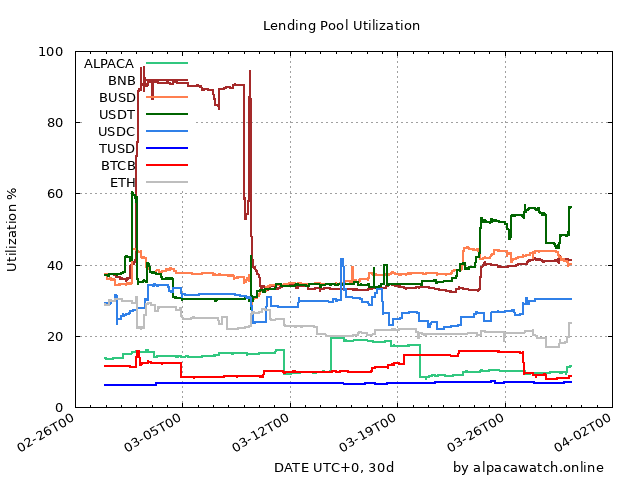 Lending Pool Utilization
100
80
60
40
20
0
Utilization %
ALPACA
BNB
BUSD
USDT
USDC
TUSD
BTCB
ETH
02-26T00
03-05T00
03-12T00
03-19T00
03-26T00
04-02T00
DATE UTC+0, 30d
by alpacawatch.online